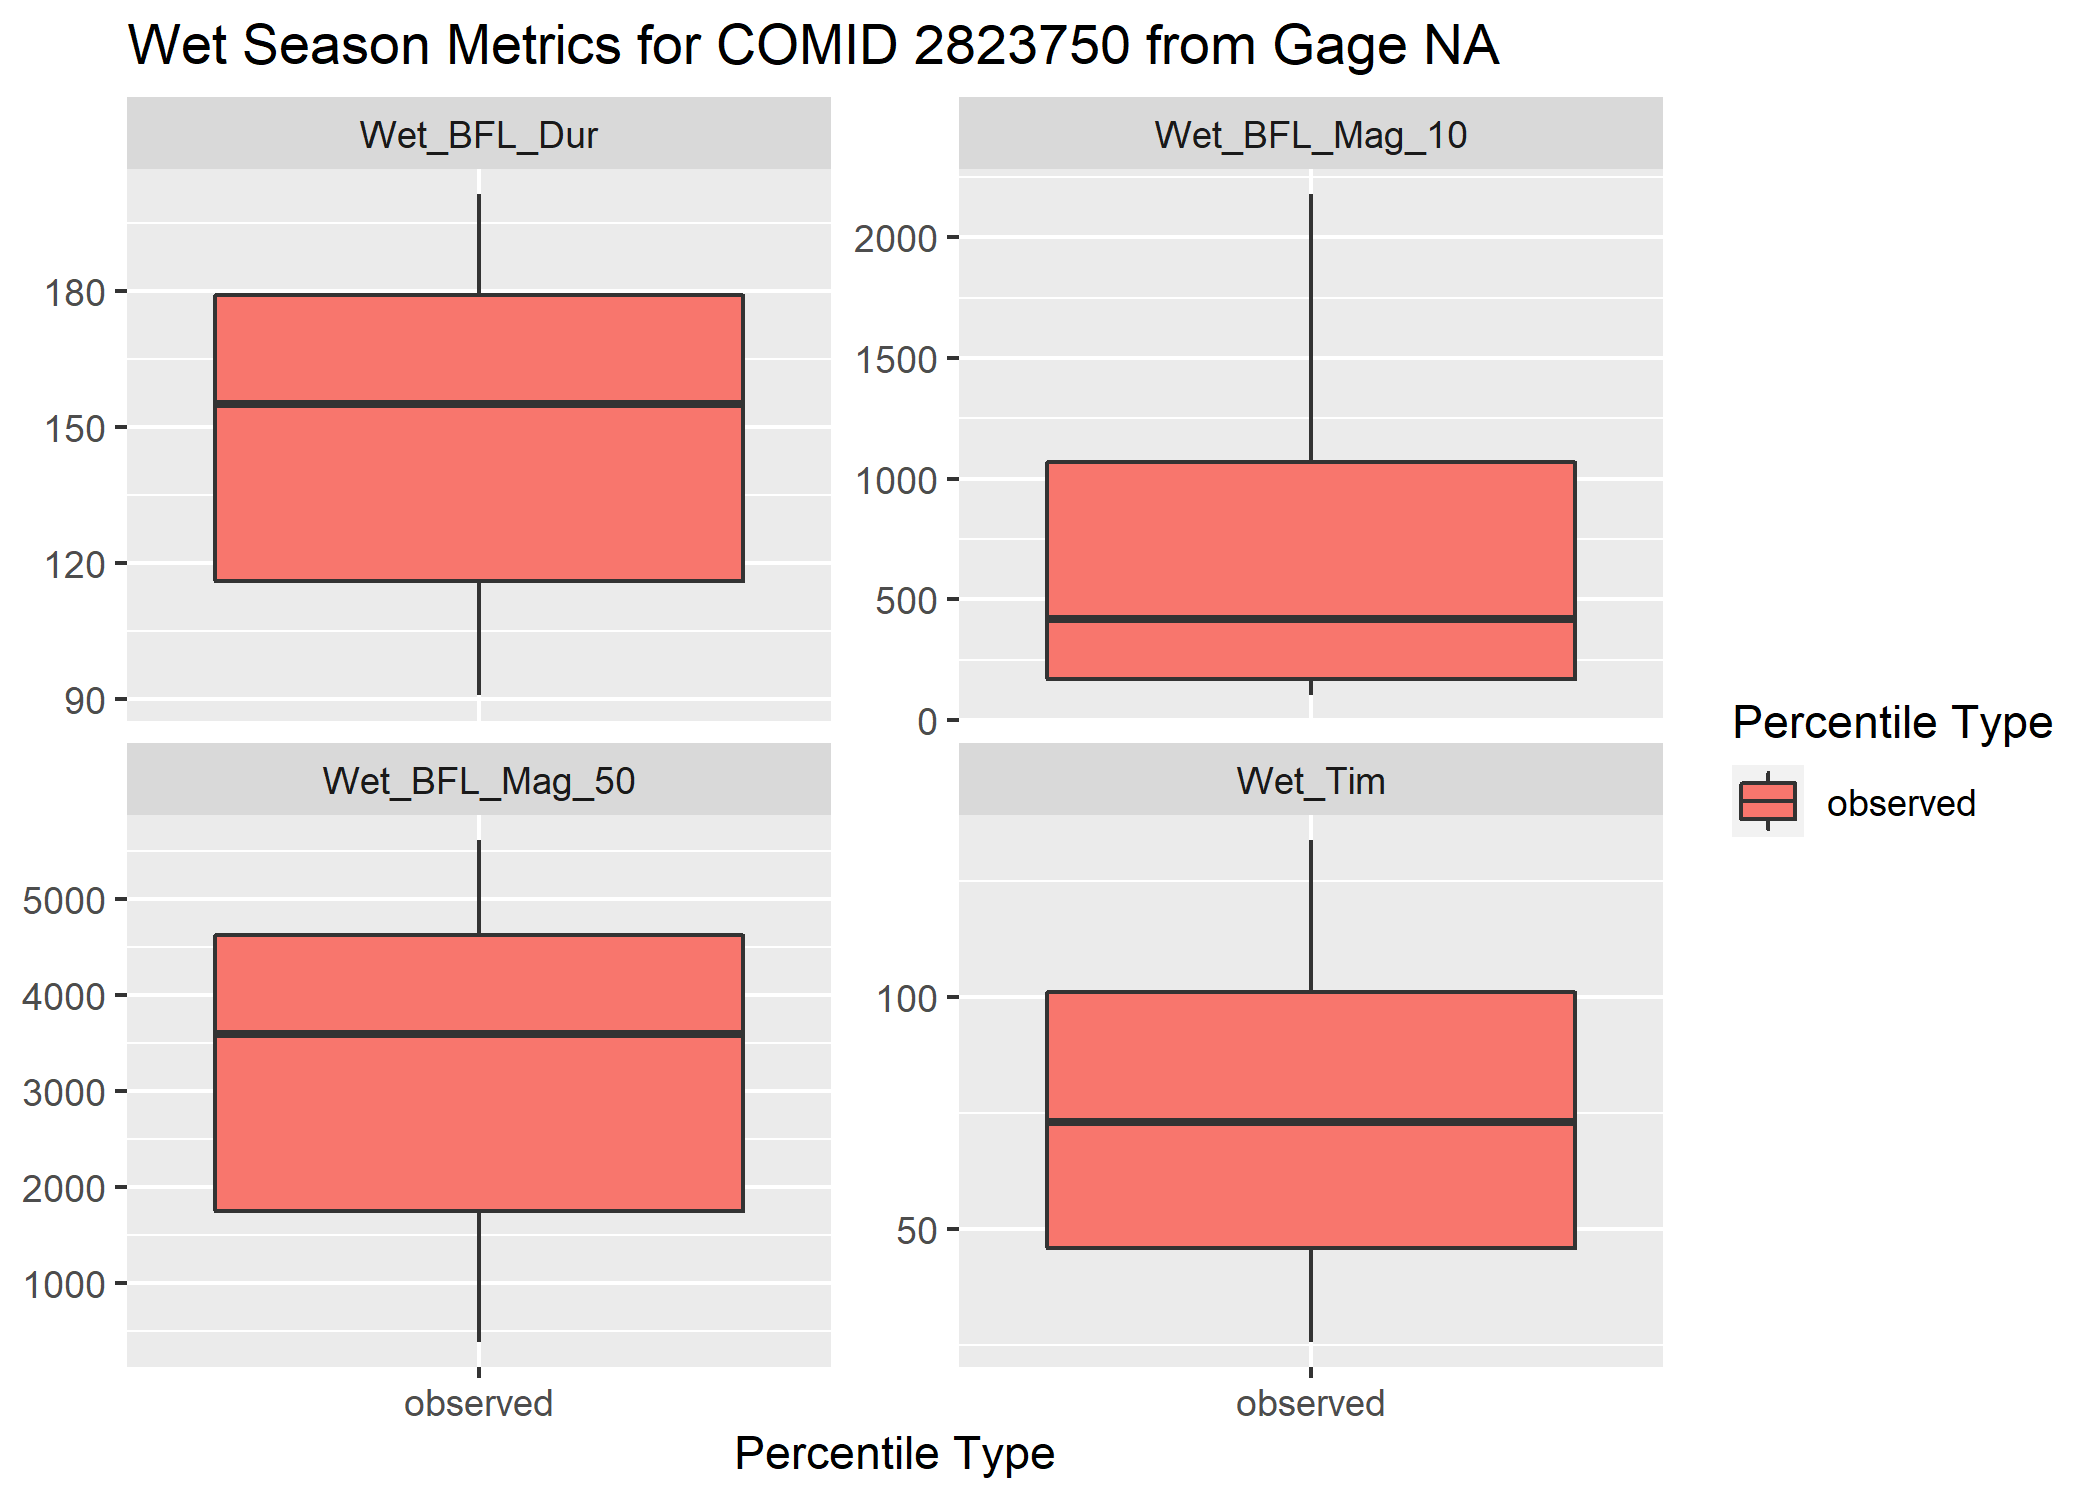 Wet Season Metrics for COMID 2823750 from Gage NA
Wet_BFL_Dur
Wet_BFL_Mag_10
180
150
120
90
2000
1500
1000
500
0
Wet_BFL_Mag_50
Wet_Tim
5000
4000
3000
2000
1000
100
50
observed
observed
Percentile Type
Percentile Type
observed